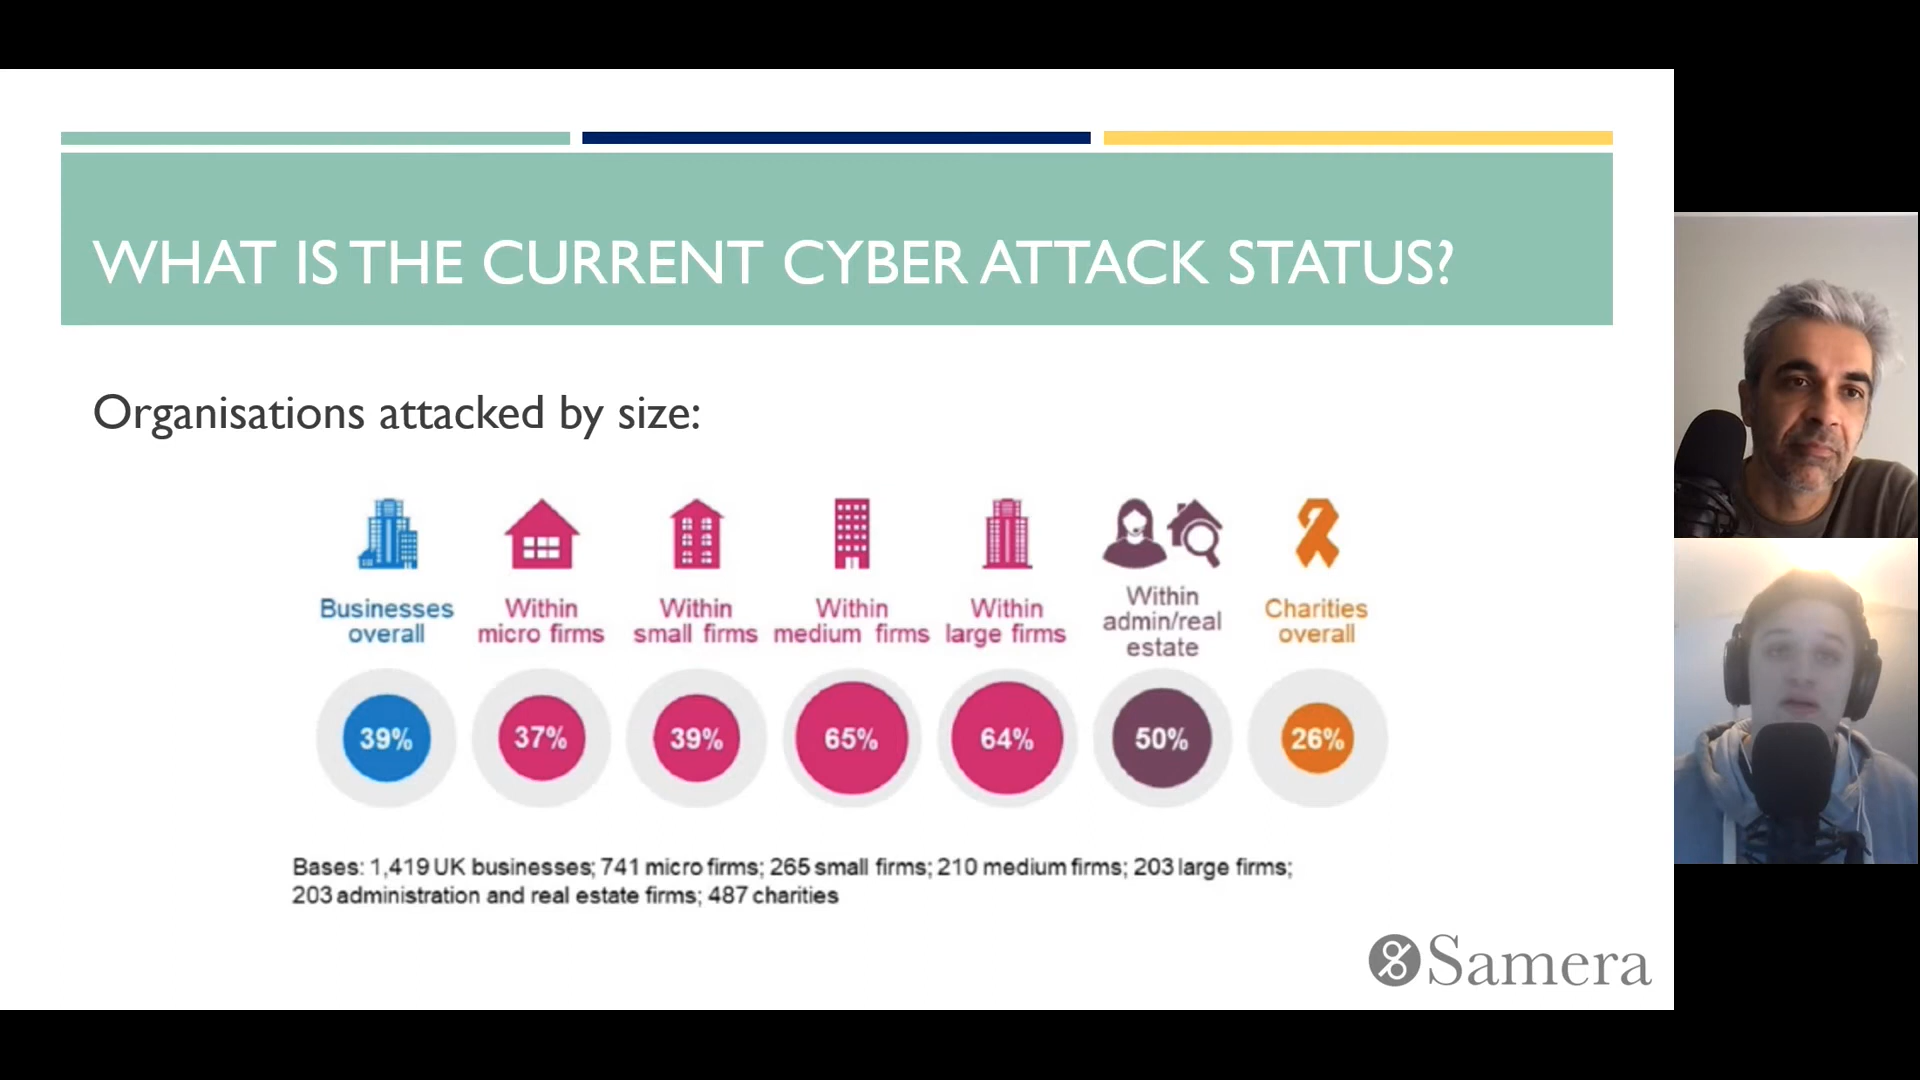 WHAT IS THE CURRENT CYBER ATTACK STATUS?
Organisations attacked by size:
Businesses overall
Within micro firms
Within small firms
Within medium firms
Within large firms
Within admin/real estate
Charities overall
39%
37%
39%
65%
64%
50%
26%
Bases: 1,419 UK businesses; 741 micro firms; 265 small firms; 210 medium firms; 203 large firms;
203 administration and real estate firms; 487 charities
Samera